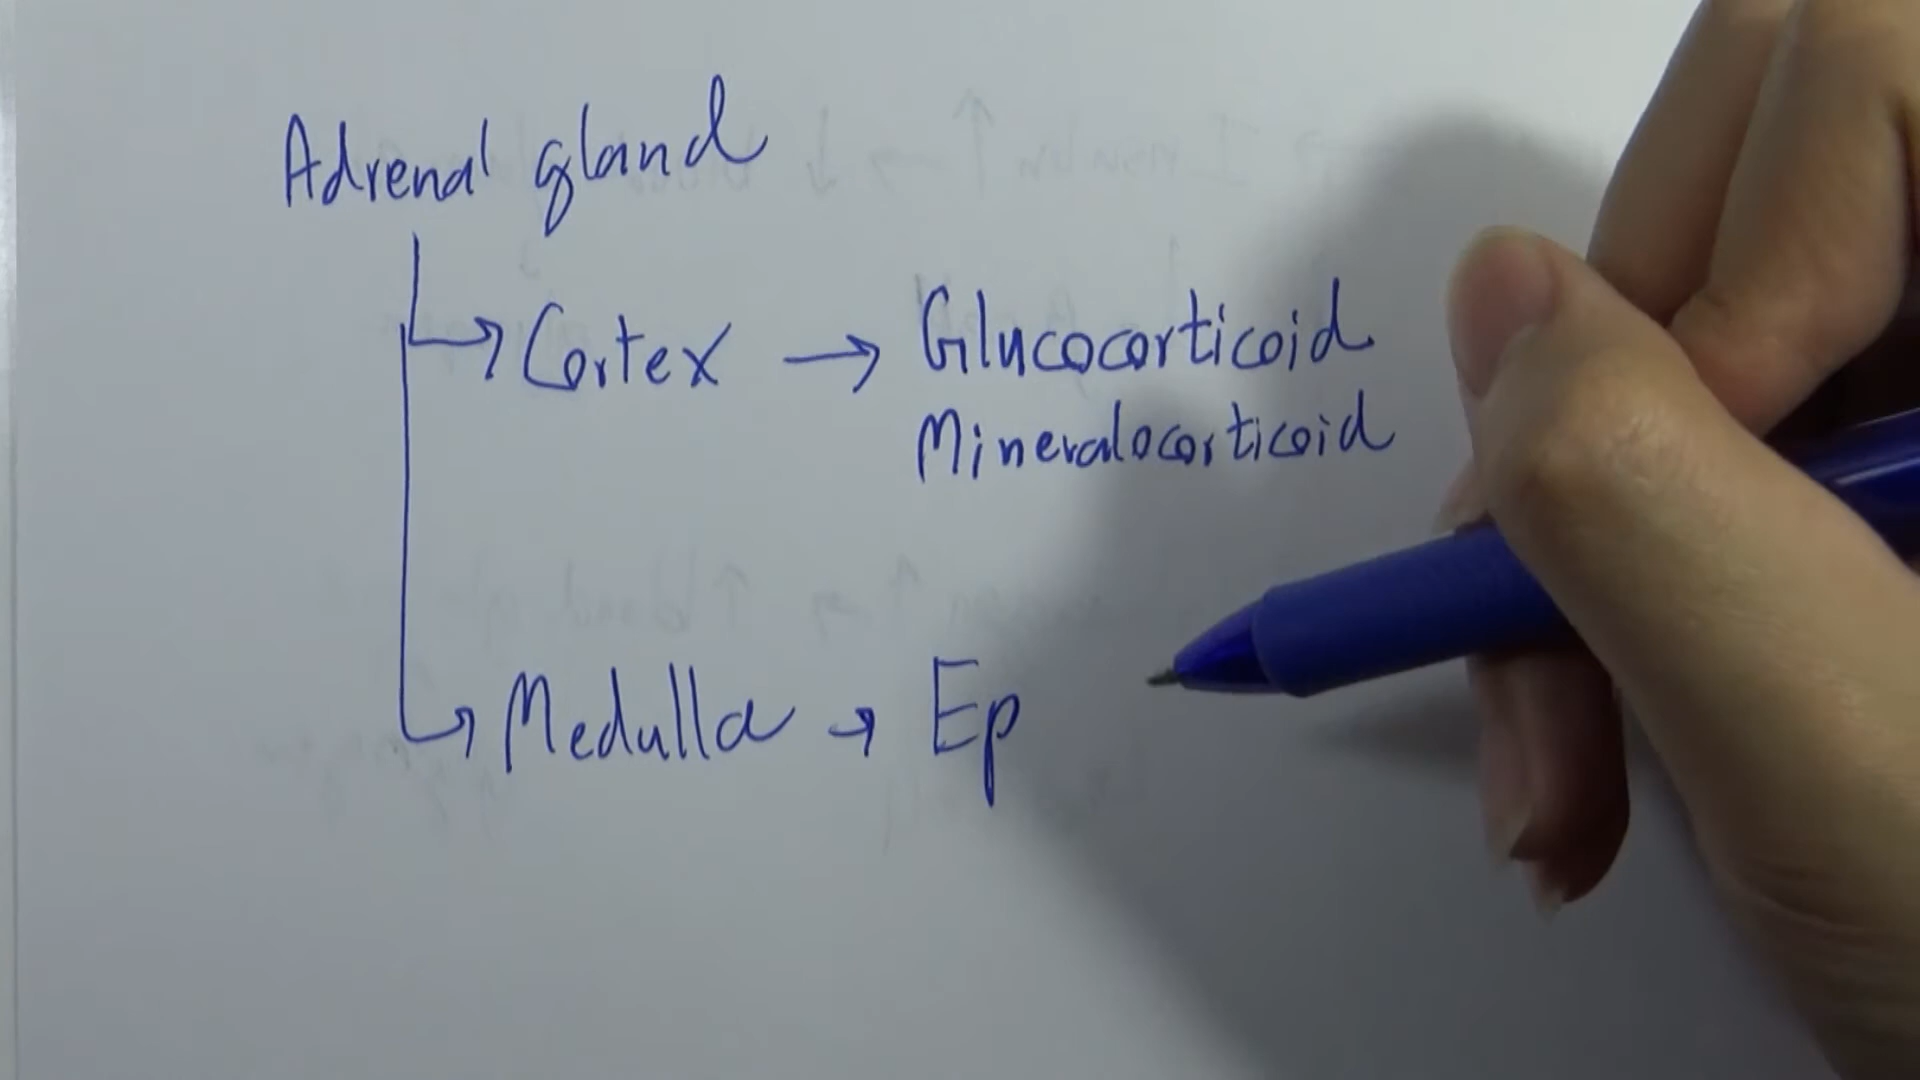 Adrenal gland
Cortex → Glucocorticoid
Mineralocorticoid
Medulla → Ep